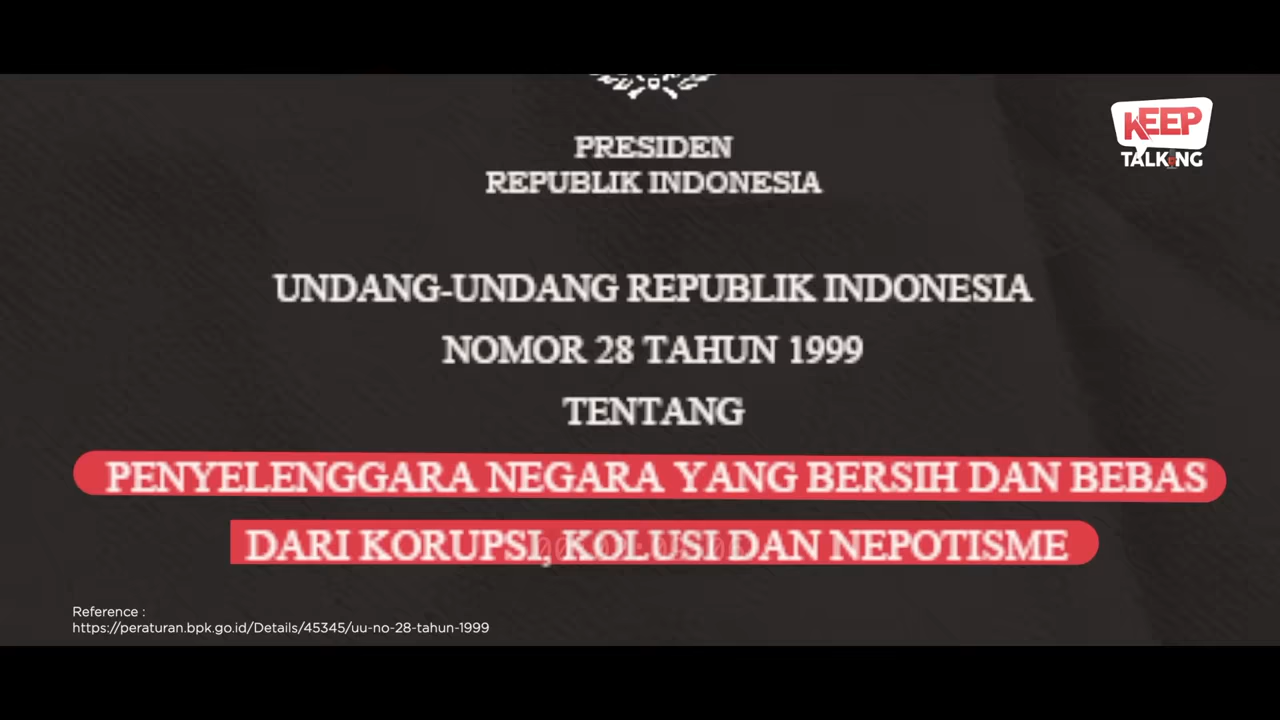 KEEP
TALKING
PRESIDEN
REPUBLIK INDONESIA
UNDANG-UNDANG REPUBLIK INDONESIA
NOMOR 28 TAHUN 1999
TENTANG
PENYELENGGARA NEGARA YANG BERSIH DAN BEBAS
DARI KORUPSI, KOLUSI DAN NEPOTISME
Reference :
https://peraturan.bpk.go.id/Details/45345/uu-no-28-tahun-1999